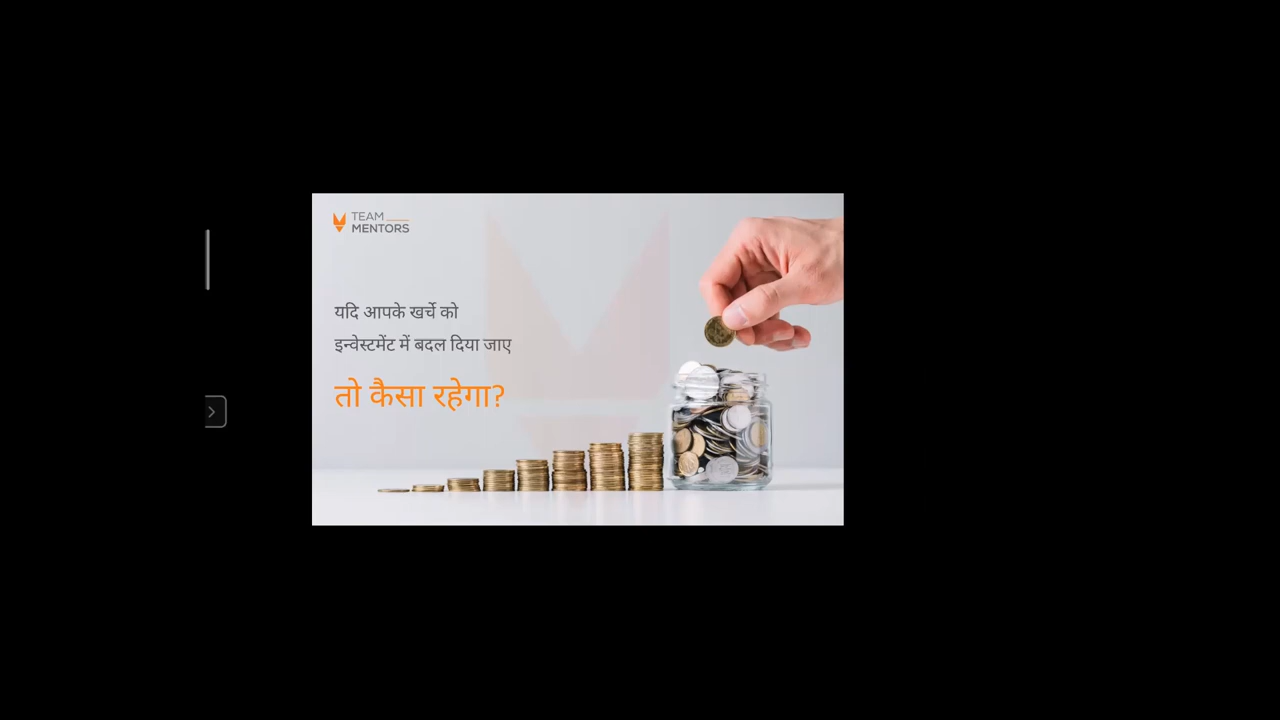 TEAM
MENTORS
यदि आपके खर्चे को
इन्वेस्टमेंट में बदल दिया जाए
तो कैसा रहेगा?